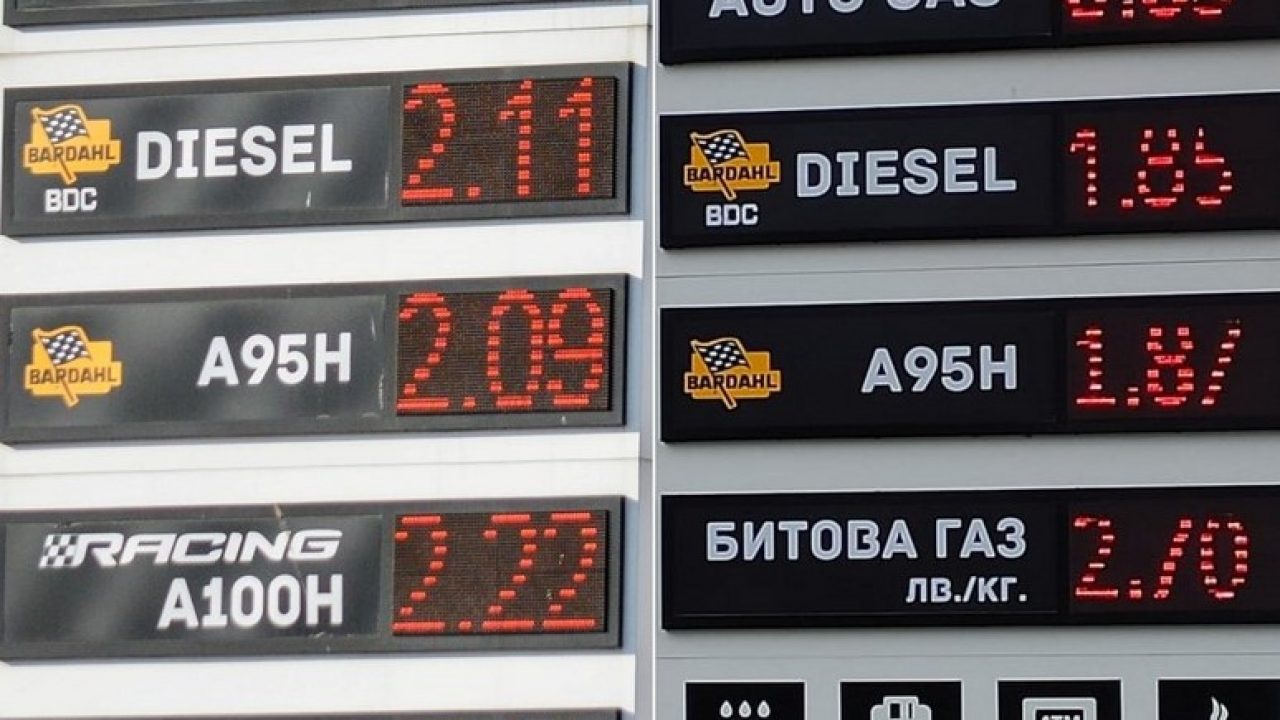 BARDAHL
BDC
DIESEL 2.11
BARDAHL
A95H 2.09
RACING
A100H 2.22
AUTO GAS
BARDAHL
BDC
DIESEL 1.85
BARDAHL
A95H 1.87
БИТОВА ГАЗ 2.70
ЛВ./КГ.
ATM